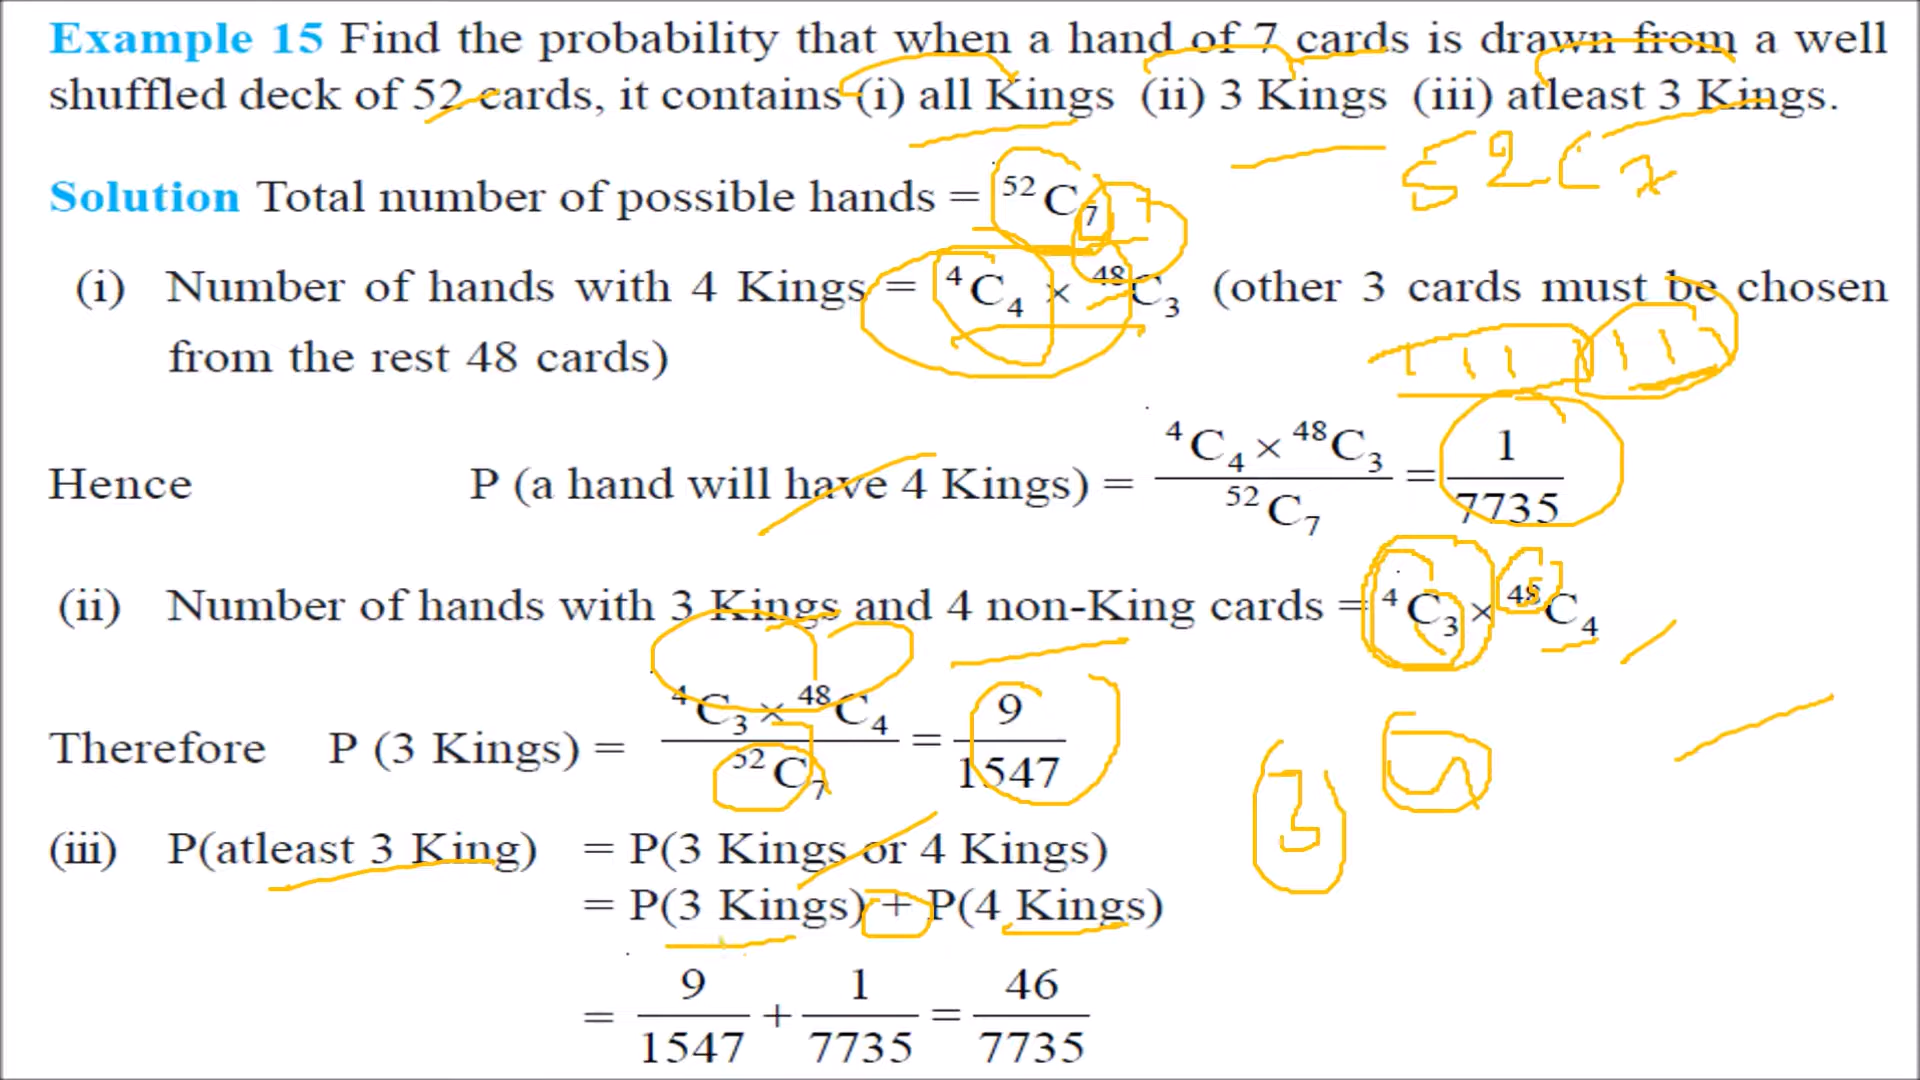 Example 15 Find the probability that when a hand of 7 cards is drawn from a well
shuffled deck of 52 cards, it contains (i) all Kings (ii) 3 Kings (iii) atleast 3 Kings.
52C7
Solution Total number of possible hands = ⁵²C₇
(i) Number of hands with 4 Kings = ⁴C₄ × ⁴⁸C₃ (other 3 cards must be chosen
from the rest 48 cards)
Hence P (a hand will have 4 Kings) = ⁴C₄ × ⁴⁸C₃ / ⁵²C₇ = 1 / 7735
(ii) Number of hands with 3 Kings and 4 non-King cards = ⁴C₃ × ⁴⁸C₄
Therefore P (3 Kings) = ⁴C₃ × ⁴⁸C₄ / ⁵²C₇ = 9 / 1547
(iii) P(atleast 3 King) = P(3 Kings or 4 Kings)
= P(3 Kings) + P(4 Kings)
= 9 / 1547 + 1 / 7735 = 46 / 7735